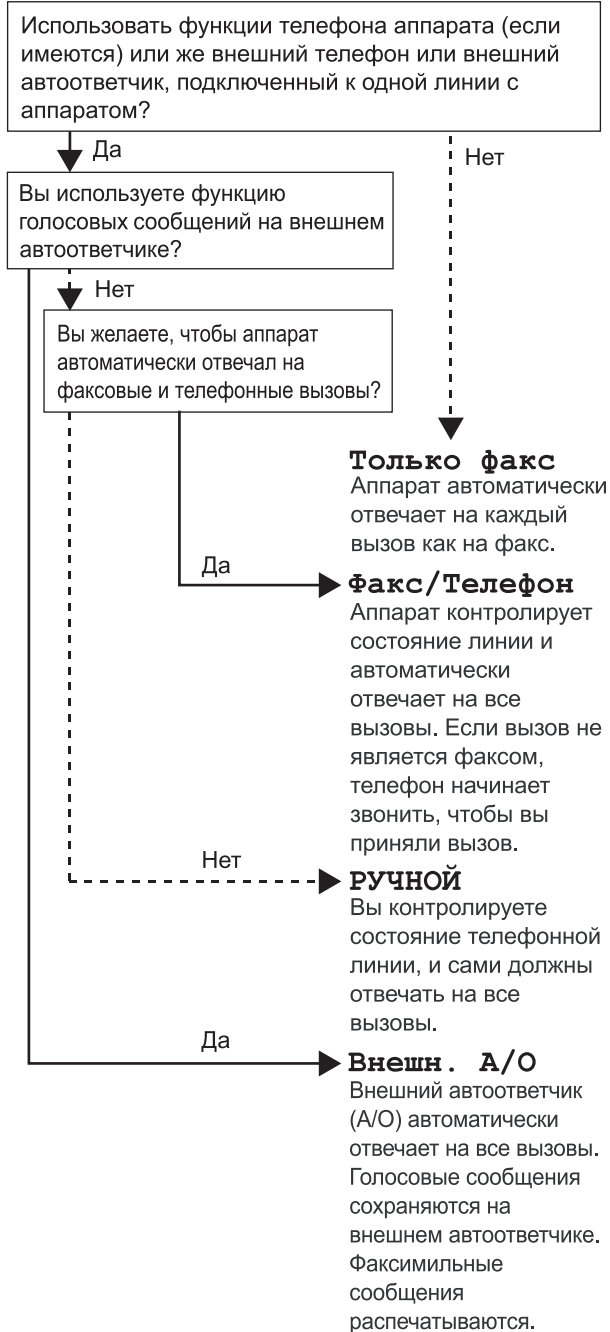 Использовать функции телефона аппарата (если
имеются) или же внешний телефон или внешний
автоответчик, подключенный к одной линии с
аппаратом?
Да
Нет
Вы используете функцию
голосовых сообщений на внешнем
автоответчике?
Нет
Вы желаете, чтобы аппарат
автоматически отвечал на
факсовые и телефонные вызовы?
Только факс
Аппарат автоматически
отвечает на каждый
вызов как на факс.
Да
Факс/Телефон
Аппарат контролирует
состояние линии и
автоматически
отвечает на все
вызовы. Если вызов не
является факсом,
телефон начинает
звонить, чтобы вы
приняли вызов.
Нет
РУЧНОЙ
Вы контролируете
состояние телефонной
линии, и сами должны
отвечать на все
вызовы.
Да
Внешн. А/О
Внешний автоответчик
(А/О) автоматически
отвечает на все вызовы.
Голосовые сообщения
сохраняются на
внешнем автоответчике.
Факсимильные
сообщения
распечатываются.